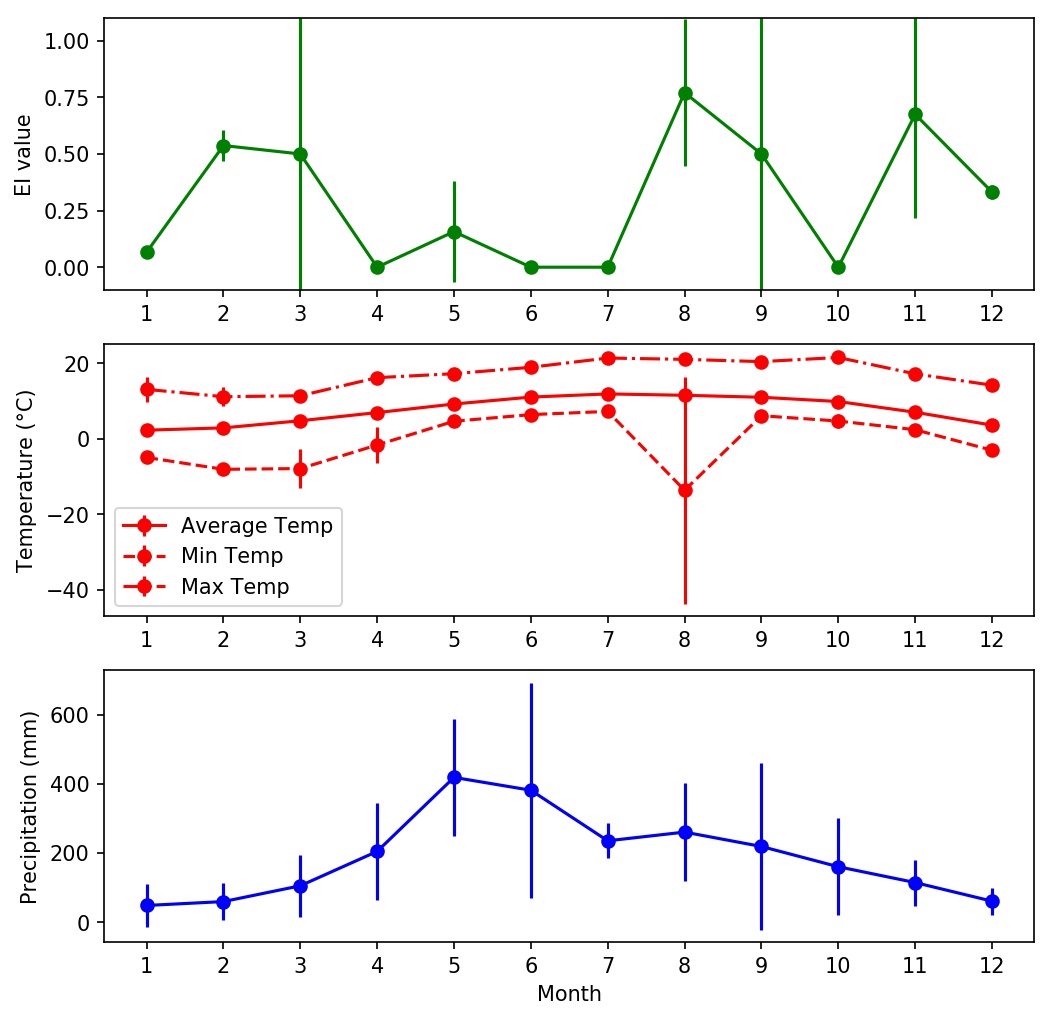 EI value
1.00
0.75
0.50
0.25
0.00
1 2 3 4 5 6 7 8 9 10 11 12
Temperature (°C)
20
0
−20
−40
Average Temp
Min Temp
Max Temp
1 2 3 4 5 6 7 8 9 10 11 12
Precipitation (mm)
600
400
200
0
1 2 3 4 5 6 7 8 9 10 11 12
Month